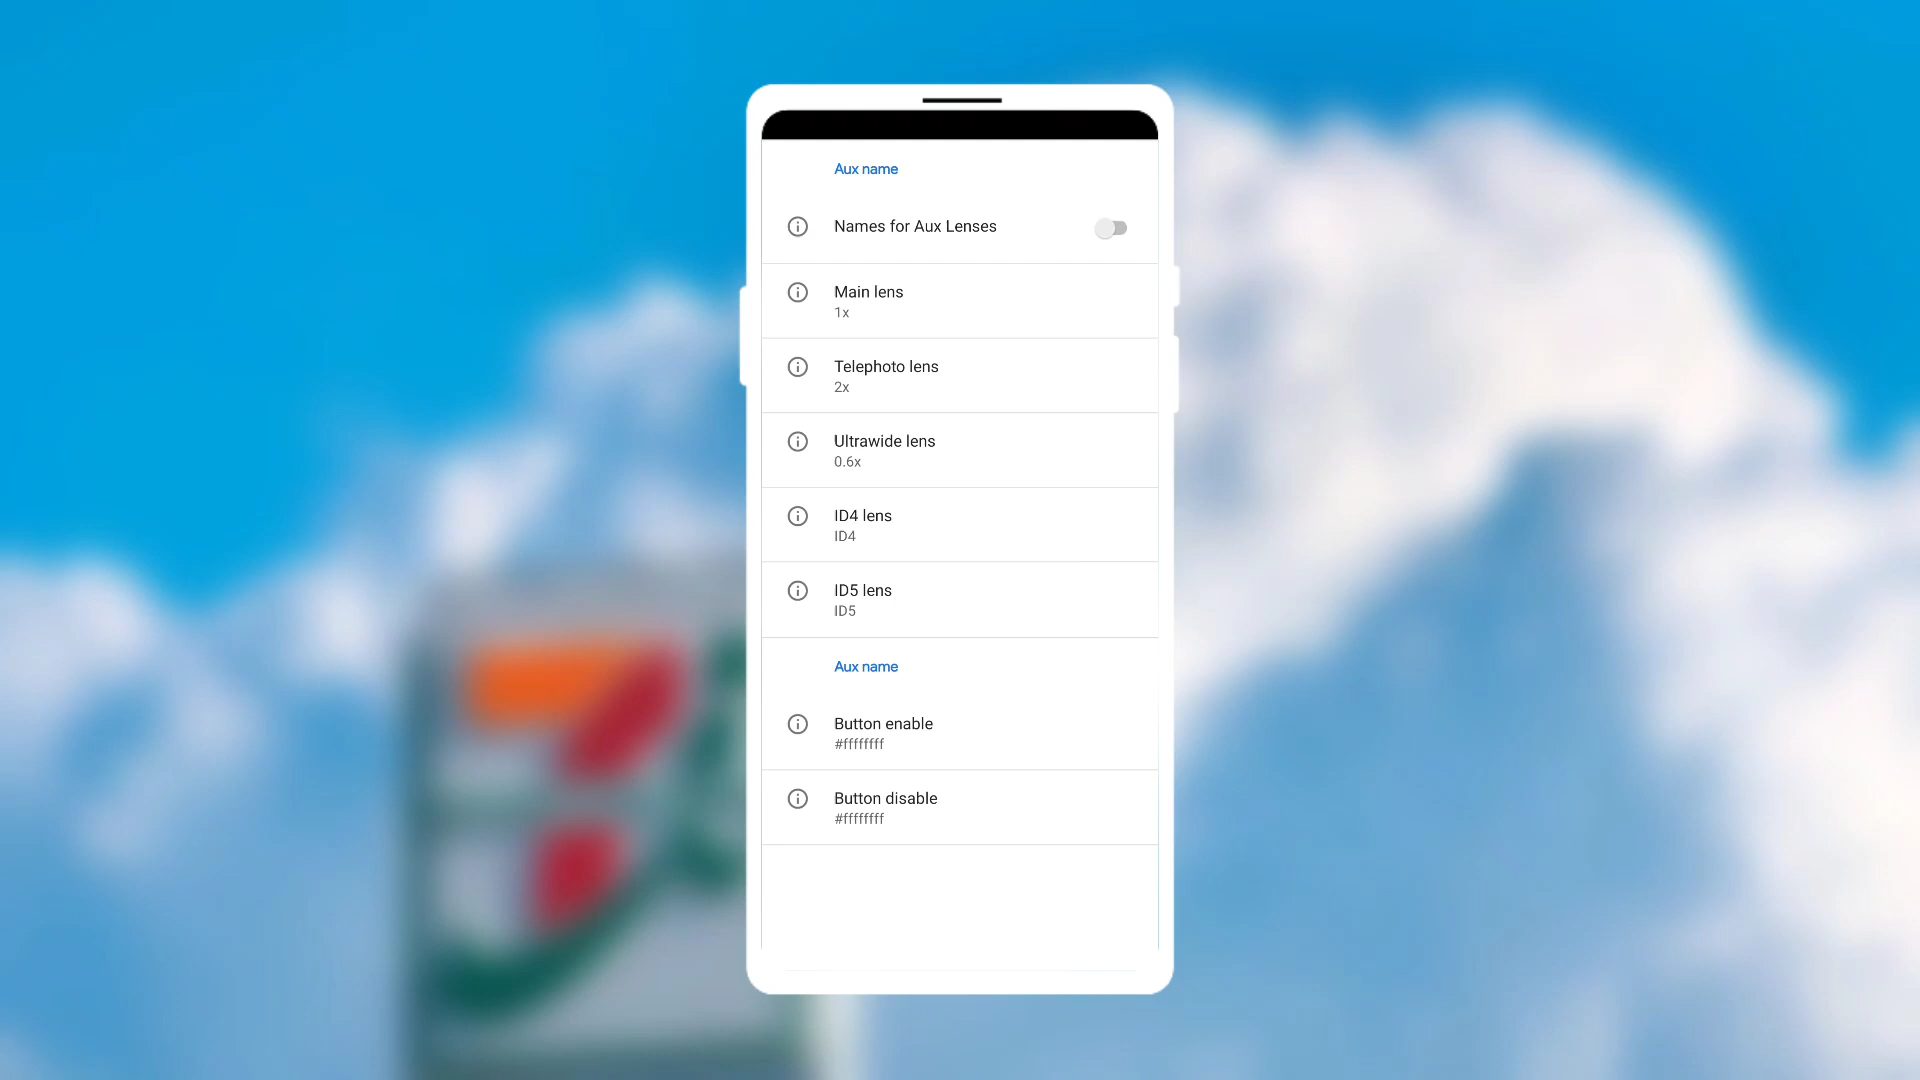 Aux name
Names for Aux Lenses
Main lens
1x
Telephoto lens
2x
Ultrawide lens
0.6x
ID4 lens
ID4
ID5 lens
ID5
Aux name
Button enable
#ffffffff
Button disable
#ffffffff